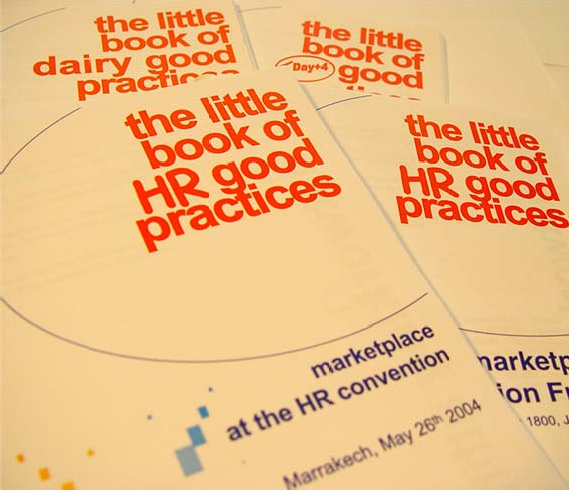 the little
book of
dairy good
practices
the little
book of
"Day+4"
good
the little
book of
HR good
practices
marketplace
at the HR convention
Marrakech, May 26th 2004
the little
book of
HR good
practices
marketp
ion Fr
1800, J